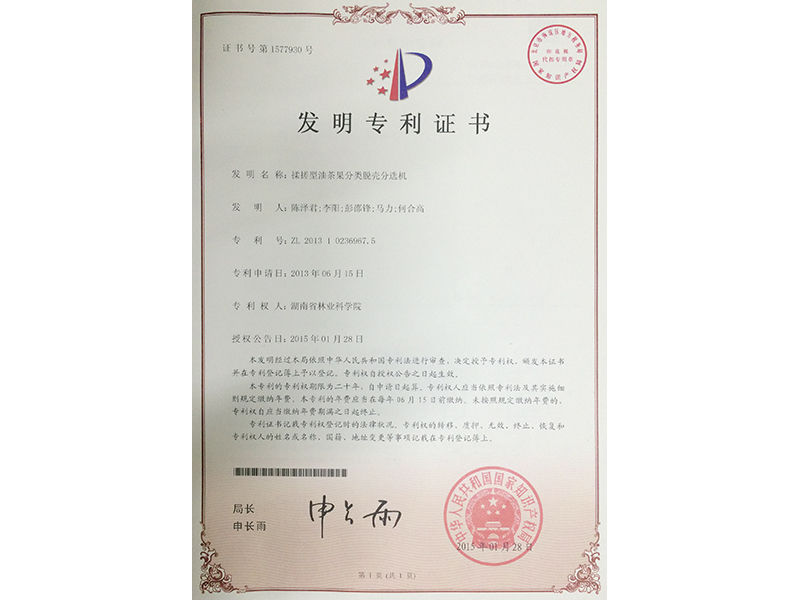 证书号第1577930号
发明专利证书
发明名称：揉搓型油茶果分类脱壳分选机
发明人：陈泽君;李阳;彭邵锋;马力;何合高
专利号：ZL 2013 1 0236967.5
专利申请日：2013年06月15日
专利权人：湖南省林业科学院
授权公告日：2015年01月28日
本发明经过本局依照中华人民共和国专利法进行审查，决定授予专利权，颁发本证书
并在专利登记簿上予以登记。专利权自授权公告之日起生效。
本专利的专利权期限为二十年，自申请日起算。专利权人应当依照专利法及其实施细
则规定缴纳年费。本专利的年费应当在每年06月15日前缴纳。未按照规定缴纳年费的，
专利权自应当缴纳年费期满之日起终止。
专利证书记载专利权登记时的法律状况。专利权的转移、质押、无效、终止、恢复和
专利权人的姓名或名称、国籍、地址变更等事项记载在专利登记簿上。
局长
申长雨
申长雨
中华人民共和国国家知识产权局
2015年01月28日
第1页(共1页)